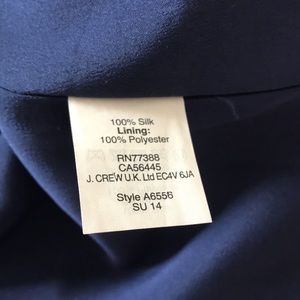 100% Silk
Lining:
100% Polyester
RN77388
CA56445
J. CREW U.K. Ltd EC4V 6JA
Style A6556
SU 14